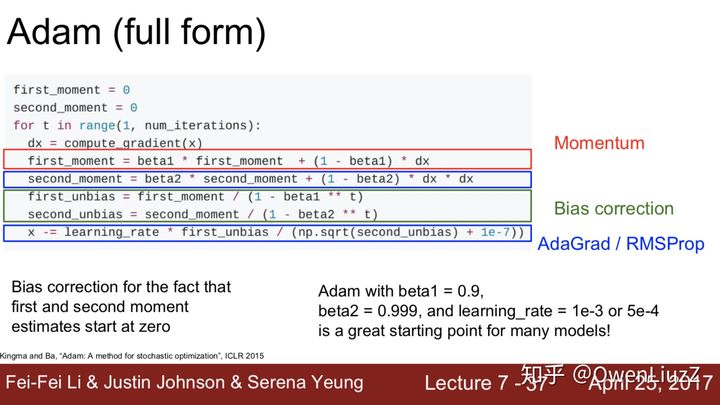 Adam (full form)
first_moment = 0
second_moment = 0
for t in range(1, num_iterations):
dx = compute_gradient(x)
first_moment = beta1 * first_moment + (1 - beta1) * dx
second_moment = beta2 * second_moment + (1 - beta2) * dx * dx
first_unbias = first_moment / (1 - beta1 ** t)
second_unbias = second_moment / (1 - beta2 ** t)
x -= learning_rate * first_unbias / (np.sqrt(second_unbias) + 1e-7))
Momentum
Bias correction
AdaGrad / RMSProp
Bias correction for the fact that
first and second moment
estimates start at zero
Adam with beta1 = 0.9,
beta2 = 0.999, and learning_rate = 1e-3 or 5e-4
is a great starting point for many models!
Kingma and Ba, “Adam: A method for stochastic optimization”, ICLR 2015
Fei-Fei Li & Justin Johnson & Serena Yeung
Lecture 7 - 37
April 25, 2017
知乎 @OwenLiuzZ